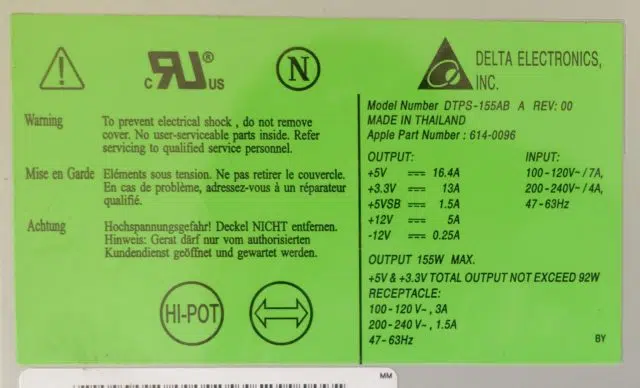 c RU ® US
N
DELTA ELECTRONICS,
INC.
Warning
To prevent electrical shock , do not remove
cover. No user-serviceable parts inside. Refer
servicing to qualified service personnel.
Mise en Garde
Eléments sous tension. Ne pas retirer le couvercle.
En cas de problème, adressez-vous à un réparateur
qualifié.
Achtung
Hochspannungsgefahr! Deckel NICHT entfernen.
Hinweis: Gerat därf nur vom authorisierten
Kundendienst geöffnet und gewartet werden.
HI-POT
Model Number DTPS-155AB A REV: 00
MADE IN THAILAND
Apple Part Number : 614-0096
OUTPUT:
+5V 16.4A
+3.3V 13A
+5VSB 1.5A
+12V 5A
-12V 0.25A
INPUT:
100-120V~/ 7A,
200-240V~/ 4A,
47-63Hz
OUTPUT 155W MAX.
+5V & +3.3V TOTAL OUTPUT NOT EXCEED 92W
RECEPTACLE:
100-120 V~, 3A
200-240 V~, 1.5A
47-63Hz
BY
MM